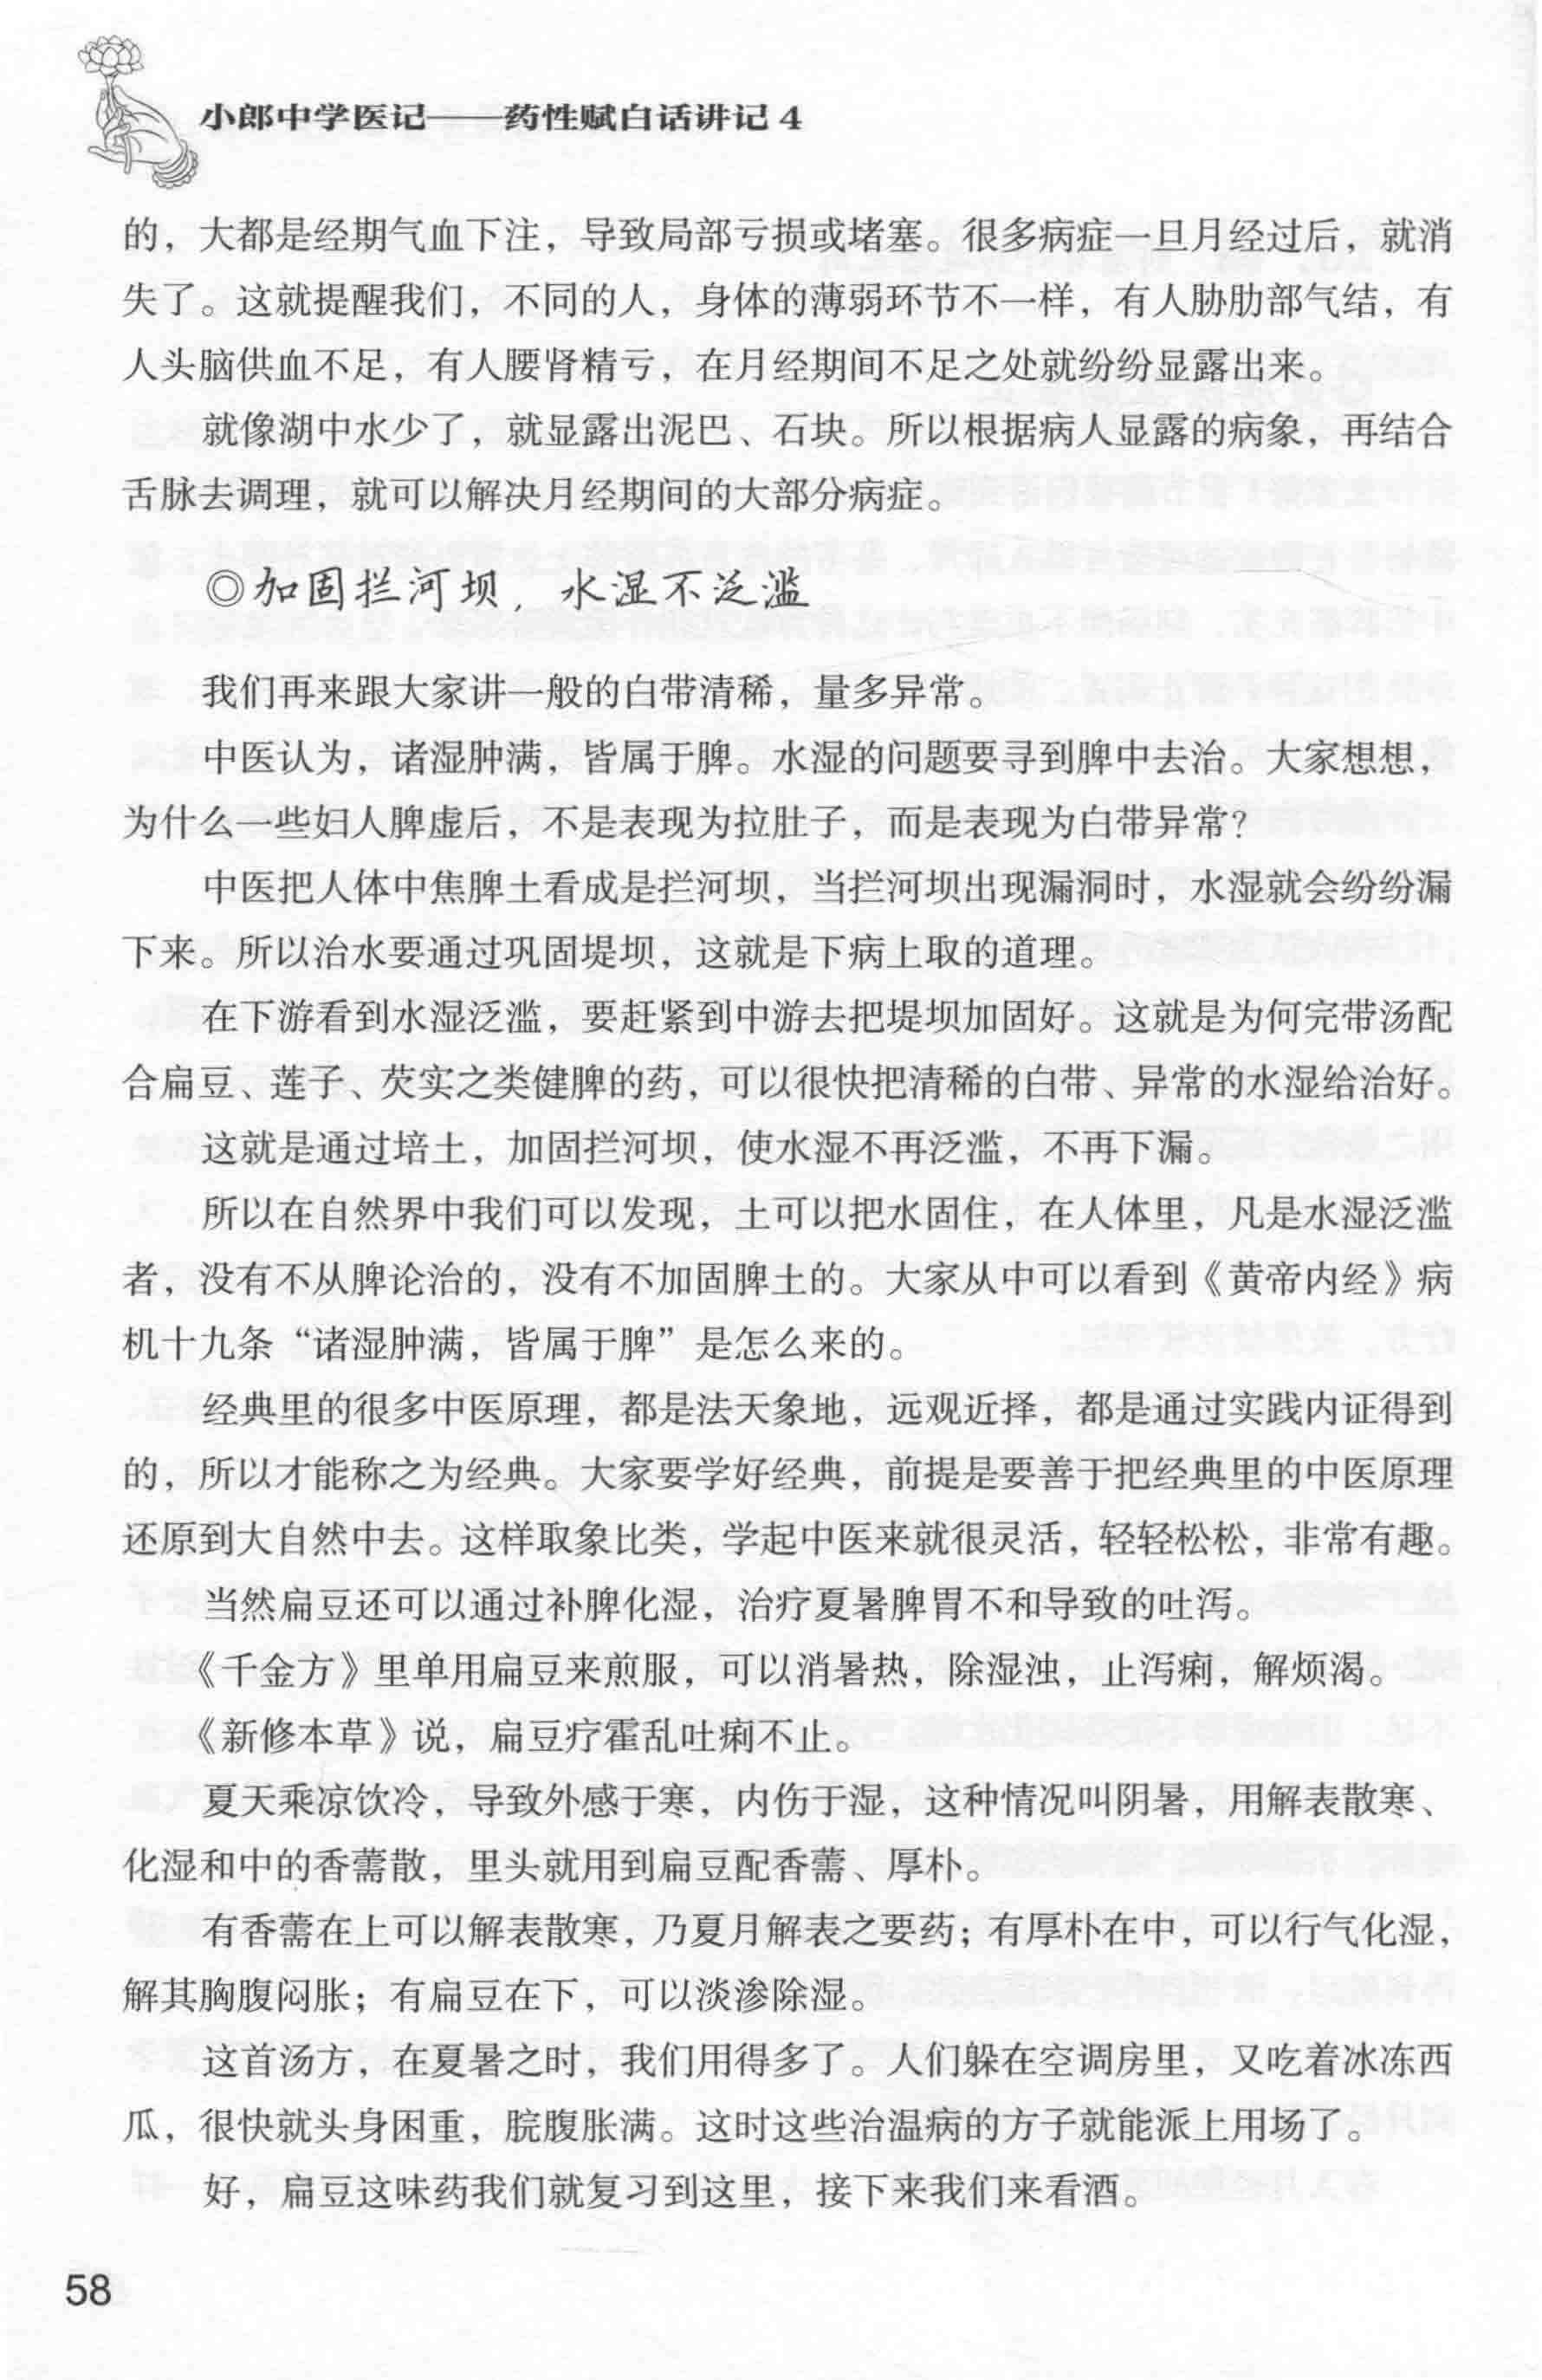 小郎中学医记——药性赋白话讲记4
的，大都是经期气血下注，导致局部亏损或堵塞。很多病症一旦月经过后，就消
失了。这就提醒我们，不同的人，身体的薄弱环节不一样，有人胁肋部气结，有
人头脑供血不足，有人腰肾精亏，在月经期间不足之处就纷纷显露出来。
就像湖中水少了，就显露出泥巴、石块。所以根据病人显露的病象，再结合
舌脉去调理，就可以解决月经期间的大部分病症。
◎加固拦河坝，水湿不泛滥
我们再来跟大家讲一般的白带清稀，量多异常。
中医认为，诸湿肿满，皆属于脾。水湿的问题要寻到脾中去治。大家想想，
为什么一些妇人脾虚后，不是表现为拉肚子，而是表现为白带异常？
中医把人体中焦脾土看成是拦河坝，当拦河坝出现漏洞时，水湿就会纷纷漏
下来。所以治水要通过巩固堤坝，这就是下病上取的道理。
在下游看到水湿泛滥，要赶紧到中游去把堤坝加固好。这就是为何完带汤配
合扁豆、莲子、芡实之类健脾的药，可以很快把清稀的白带、异常的水湿给治好。
这就是通过培土，加固拦河坝，使水湿不再泛滥，不再下漏。
所以在自然界中我们可以发现，土可以把水固住，在人体里，凡是水湿泛滥
者，没有不从脾论治的，没有不加固脾土的。大家从中可以看到《黄帝内经》病
机十九条“诸湿肿满，皆属于脾”是怎么来的。
经典里的很多中医原理，都是法天象地，远观近择，都是通过实践内证得到
的，所以才能称之为经典。大家要学好经典，前提是要善于把经典里的中医原理
还原到大自然中去。这样取象比类，学起中医来就很灵活，轻轻松松，非常有趣。
当然扁豆还可以通过补脾化湿，治疗夏暑脾胃不和导致的吐泻。
《千金方》里单用扁豆来煎服，可以消暑热，除湿浊，止泻痢，解烦渴。
《新修本草》说，扁豆疗霍乱吐痢不止。
夏天乘凉饮冷，导致外感于寒，内伤于湿，这种情况叫阴暑，用解表散寒、
化湿和中的香薷散，里头就用到扁豆配香薷、厚朴。
有香薷在上可以解表散寒，乃夏月解表之要药；有厚朴在中，可以行气化湿，
解其胸腹闷胀；有扁豆在下，可以淡渗除湿。
这首汤方，在夏暑之时，我们用得多了。人们躲在空调房里，又吃着冰冻西
瓜，很快就头身困重，脘腹胀满。这时这些治温病的方子就能派上用场了。
好，扁豆这味药我们就复习到这里，接下来我们来看酒。
58